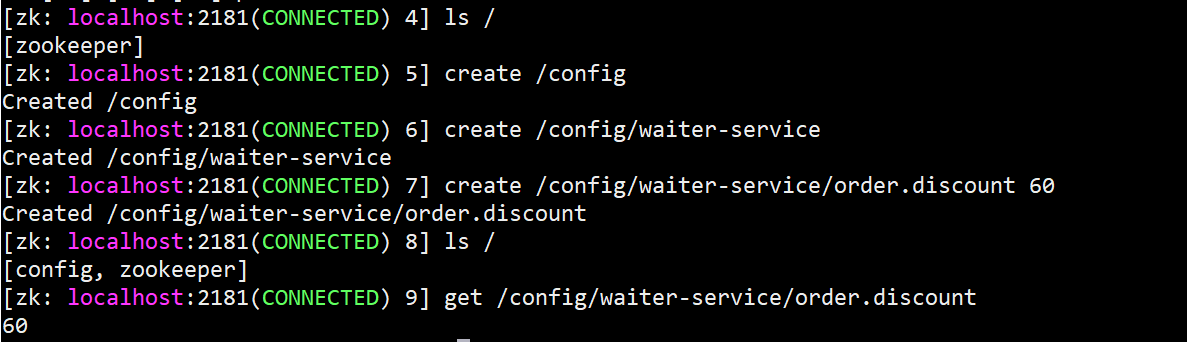 [zk: localhost:2181(CONNECTED) 4] ls /
[zookeeper]
[zk: localhost:2181(CONNECTED) 5] create /config
Created /config
[zk: localhost:2181(CONNECTED) 6] create /config/waiter-service
Created /config/waiter-service
[zk: localhost:2181(CONNECTED) 7] create /config/waiter-service/order.discount 60
Created /config/waiter-service/order.discount
[zk: localhost:2181(CONNECTED) 8] ls /
[config, zookeeper]
[zk: localhost:2181(CONNECTED) 9] get /config/waiter-service/order.discount
60